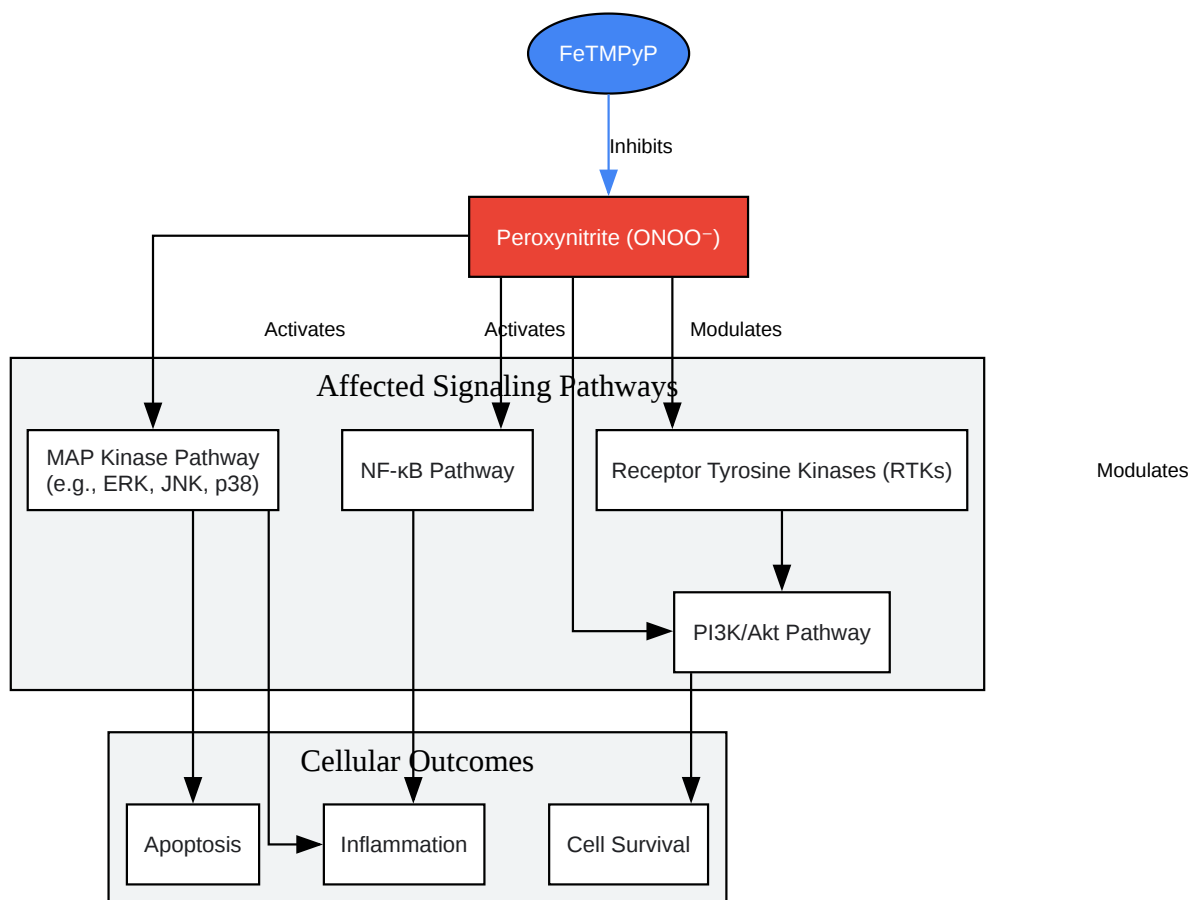 FeTMPyP
Inhibits
Peroxynitrite (ONOO⁻)
Activates
Activates
Modulates
Affected Signaling Pathways
MAP Kinase Pathway
(e.g., ERK, JNK, p38)
NF-κB Pathway
Receptor Tyrosine Kinases (RTKs)
Modulates
PI3K/Akt Pathway
Cellular Outcomes
Apoptosis
Inflammation
Cell Survival